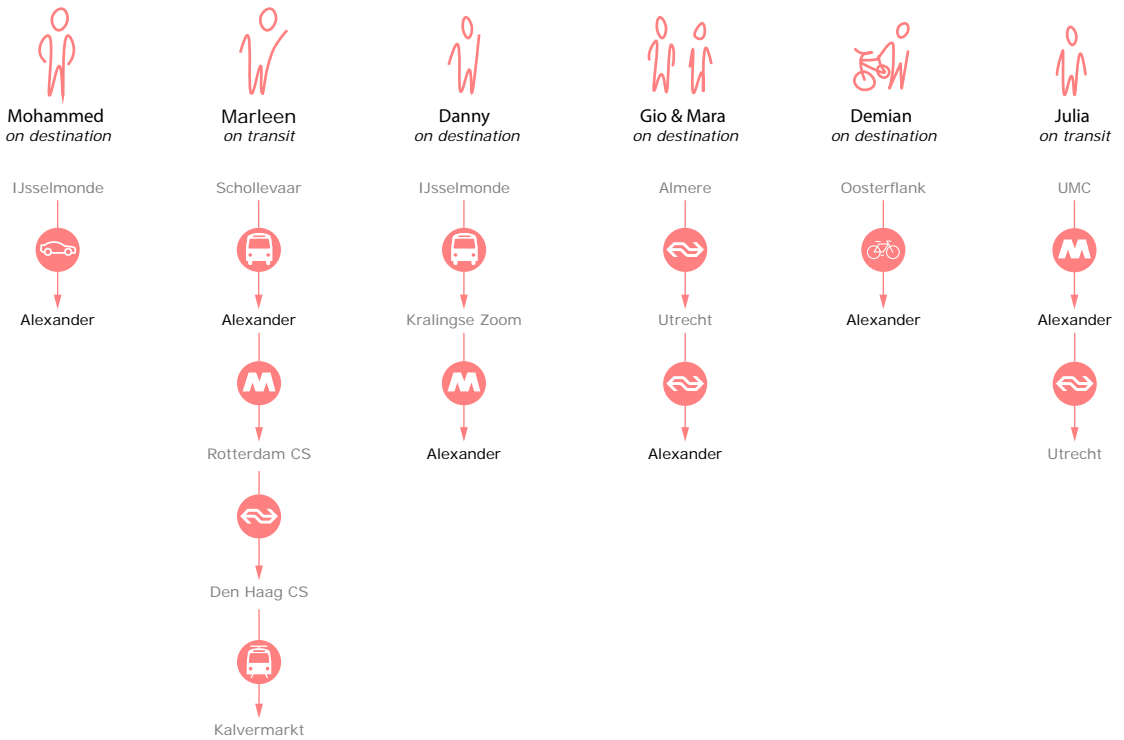 Mohammed
on destination
IJsselmonde
Alexander
Marleen
on transit
Schollevaar
Alexander
M
Rotterdam CS
Den Haag CS
Kalvermarkt
Danny
on destination
IJsselmonde
Kralingse Zoom
M
Alexander
Gio & Mara
on destination
Almere
Utrecht
Alexander
Demian
on destination
Oosterflank
Alexander
Julia
on transit
UMC
M
Alexander
Utrecht